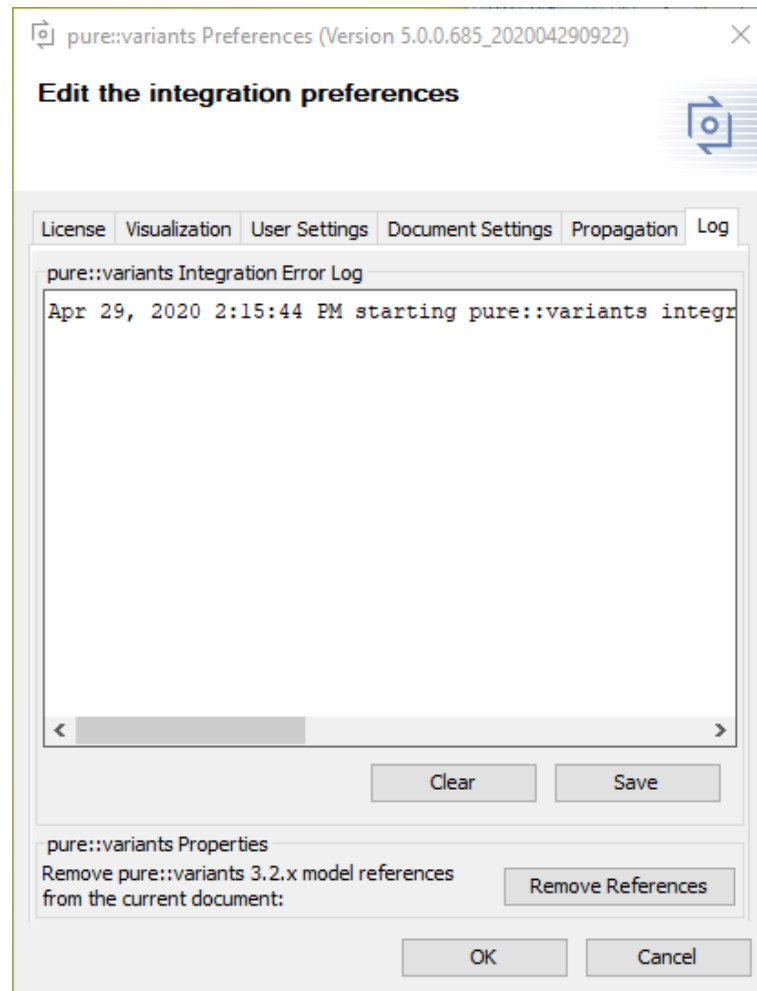 pure::variants Preferences (Version 5.0.0.685_202004290922)
Edit the integration preferences
License Visualization User Settings Document Settings Propagation Log
pure::variants Integration Error Log
Apr 29, 2020 2:15:44 PM starting pure::variants integr
Clear Save
pure::variants Properties
Remove pure::variants 3.2.x model references
from the current document:
Remove References
OK Cancel